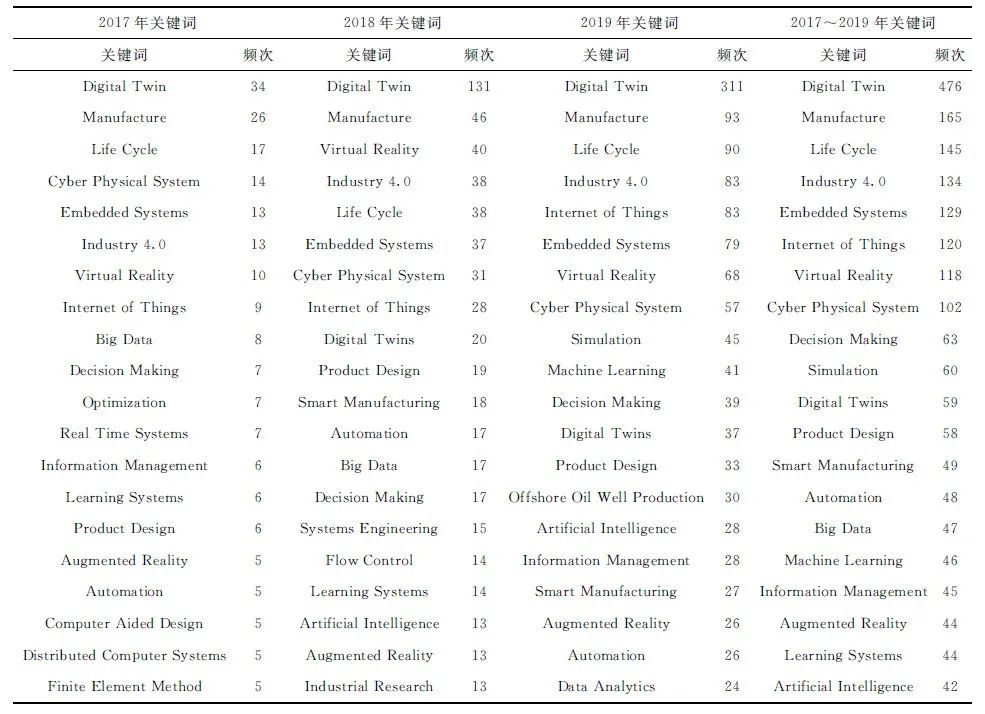 2017年关键词 2018年关键词 2019年关键词 2017～2019年关键词
关键词 频次 关键词 频次 关键词 频次 关键词 频次
Digital Twin 34 Digital Twin 131 Digital Twin 311 Digital Twin 476
Manufacture 26 Manufacture 46 Manufacture 93 Manufacture 165
Life Cycle 17 Virtual Reality 40 Life Cycle 90 Life Cycle 145
Cyber Physical System 14 Industry 4.0 38 Industry 4.0 83 Industry 4.0 134
Embedded Systems 13 Life Cycle 38 Internet of Things 83 Embedded Systems 129
Industry 4.0 13 Embedded Systems 37 Embedded Systems 79 Internet of Things 120
Virtual Reality 10 Cyber Physical System 31 Virtual Reality 68 Virtual Reality 118
Internet of Things 9 Internet of Things 28 Cyber Physical System 57 Cyber Physical System 102
Big Data 8 Digital Twins 20 Simulation 45 Decision Making 63
Decision Making 7 Product Design 19 Machine Learning 41 Simulation 60
Optimization 7 Smart Manufacturing 18 Decision Making 39 Digital Twins 59
Real Time Systems 7 Automation 17 Digital Twins 37 Product Design 58
Information Management 6 Big Data 17 Product Design 33 Smart Manufacturing 49
Learning Systems 6 Decision Making 17 Offshore Oil Well Production 30 Automation 48
Product Design 6 Systems Engineering 15 Artificial Intelligence 28 Big Data 47
Augmented Reality 5 Flow Control 14 Information Management 28 Machine Learning 46
Automation 5 Learning Systems 14 Smart Manufacturing 27 Information Management 45
Computer Aided Design 5 Artificial Intelligence 13 Augmented Reality 26 Augmented Reality 44
Distributed Computer Systems 5 Augmented Reality 13 Automation 26 Learning Systems 44
Finite Element Method 5 Industrial Research 13 Data Analytics 24 Artificial Intelligence 42